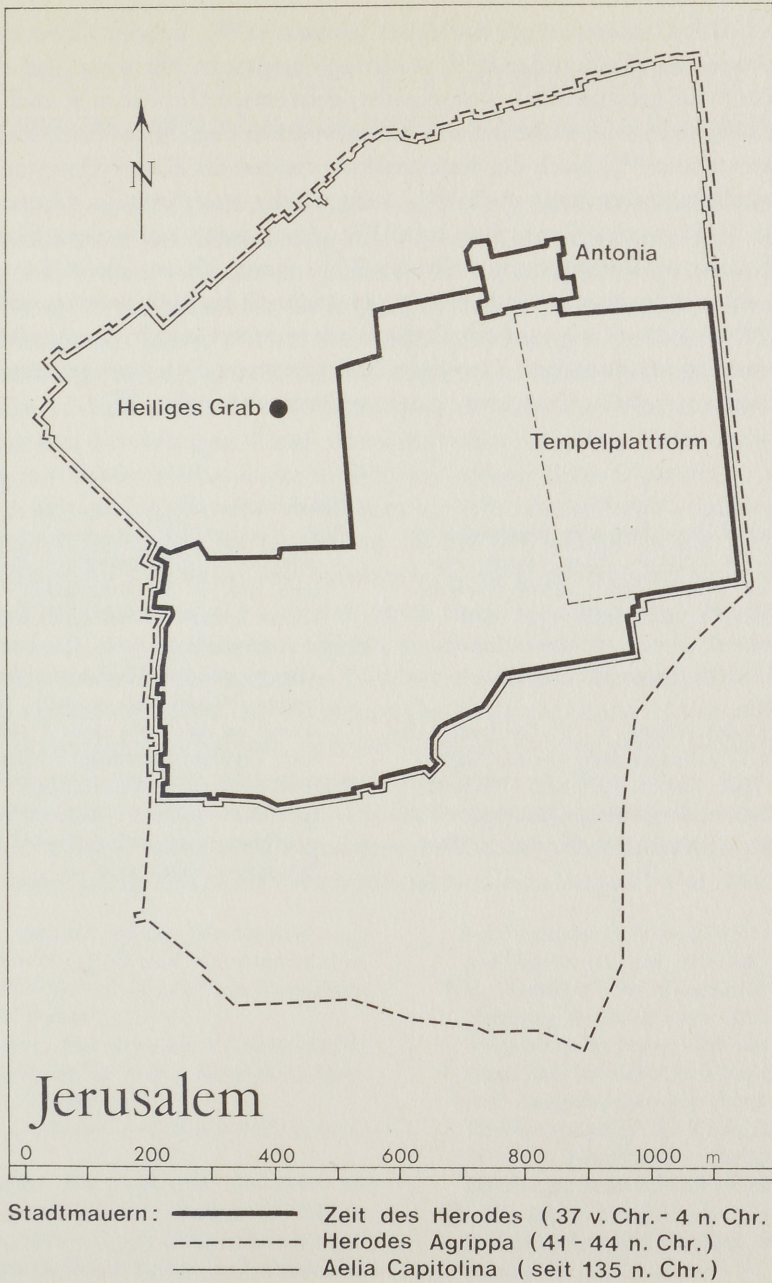 N
Antonia
Heiliges Grab
Tempelplattform
Jerusalem
0 200 400 600 800 1000 m
Stadtmauern: Zeit des Herodes (37 v. Chr. - 4 n. Chr.
Herodes Agrippa (41 - 44 n. Chr.)
Aelia Capitolina (seit 135 n. Chr.)